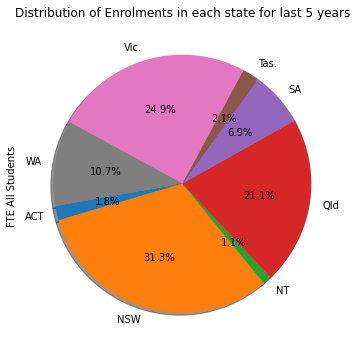 Distribution of Enrolments in each state for last 5 years
Vic.
Tas.
SA
24.9%
2.1%
6.9%
WA
10.7%
FTE All Students
ACT
1.8%
21.1%
Qld
31.3%
1.1%
NT
NSW